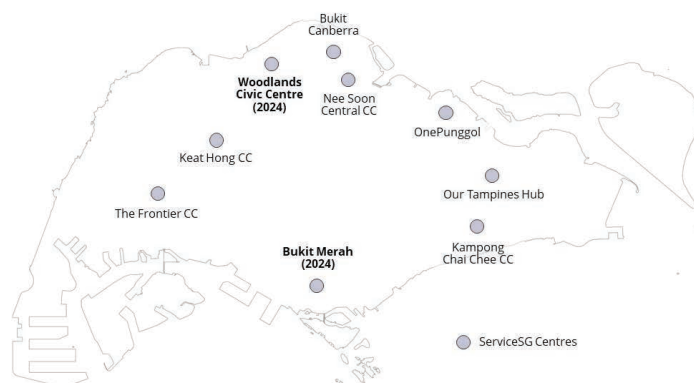 Bukit
Canberra
Woodlands
Civic Centre
(2024)
Nee Soon
Central CC
OnePunggol
Keat Hong CC
Our Tampines Hub
The Frontier CC
Kampong
Chai Chee CC
Bukit Merah
(2024)
ServiceSG Centres